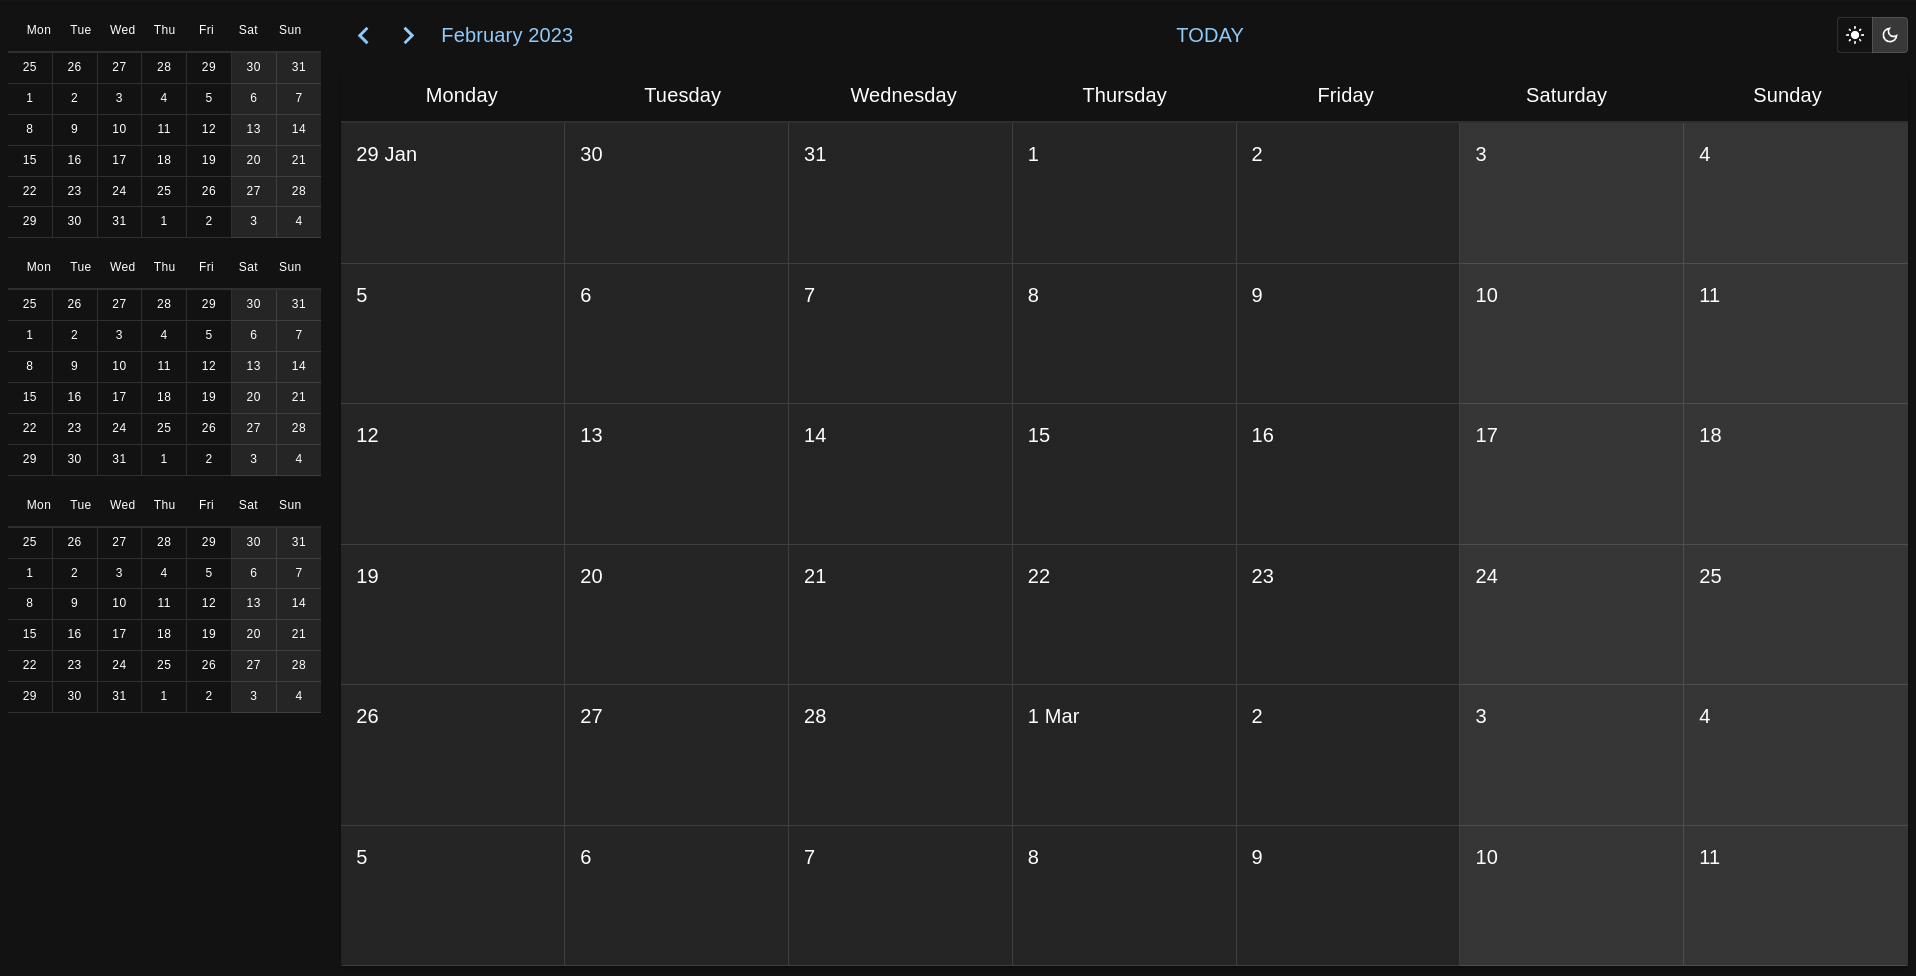 Mon Tue Wed Thu Fri Sat Sun
25 26 27 28 29 30 31
1 2 3 4 5 6 7
8 9 10 11 12 13 14
15 16 17 18 19 20 21
22 23 24 25 26 27 28
29 30 31 1 2 3 4
Mon Tue Wed Thu Fri Sat Sun
25 26 27 28 29 30 31
1 2 3 4 5 6 7
8 9 10 11 12 13 14
15 16 17 18 19 20 21
22 23 24 25 26 27 28
29 30 31 1 2 3 4
Mon Tue Wed Thu Fri Sat Sun
25 26 27 28 29 30 31
1 2 3 4 5 6 7
8 9 10 11 12 13 14
15 16 17 18 19 20 21
22 23 24 25 26 27 28
29 30 31 1 2 3 4
February 2023 TODAY
Monday Tuesday Wednesday Thursday Friday Saturday Sunday
29 Jan 30 31 1 2 3 4
5 6 7 8 9 10 11
12 13 14 15 16 17 18
19 20 21 22 23 24 25
26 27 28 1 Mar 2 3 4
5 6 7 8 9 10 11